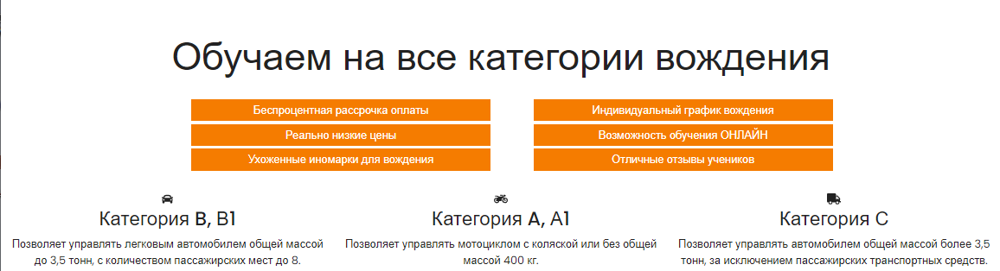 Обучаем на все категории вождения
Беспроцентная рассрочка оплаты
Индивидуальный график вождения
Реально низкие цены
Возможность обучения ОНЛАЙН
Ухоженные иномарки для вождения
Отличные отзывы учеников
Категория B, B1
Позволяет управлять легковым автомобилем общей массой
до 3,5 тонн, с количеством пассажирских мест до 8.
Категория A, A1
Позволяет управлять мотоциклом с коляской или без общей
массой 400 кг.
Категория C
Позволяет управлять автомобилем общей массой более 3,5
тонн, за исключением пассажирских транспортных средств.